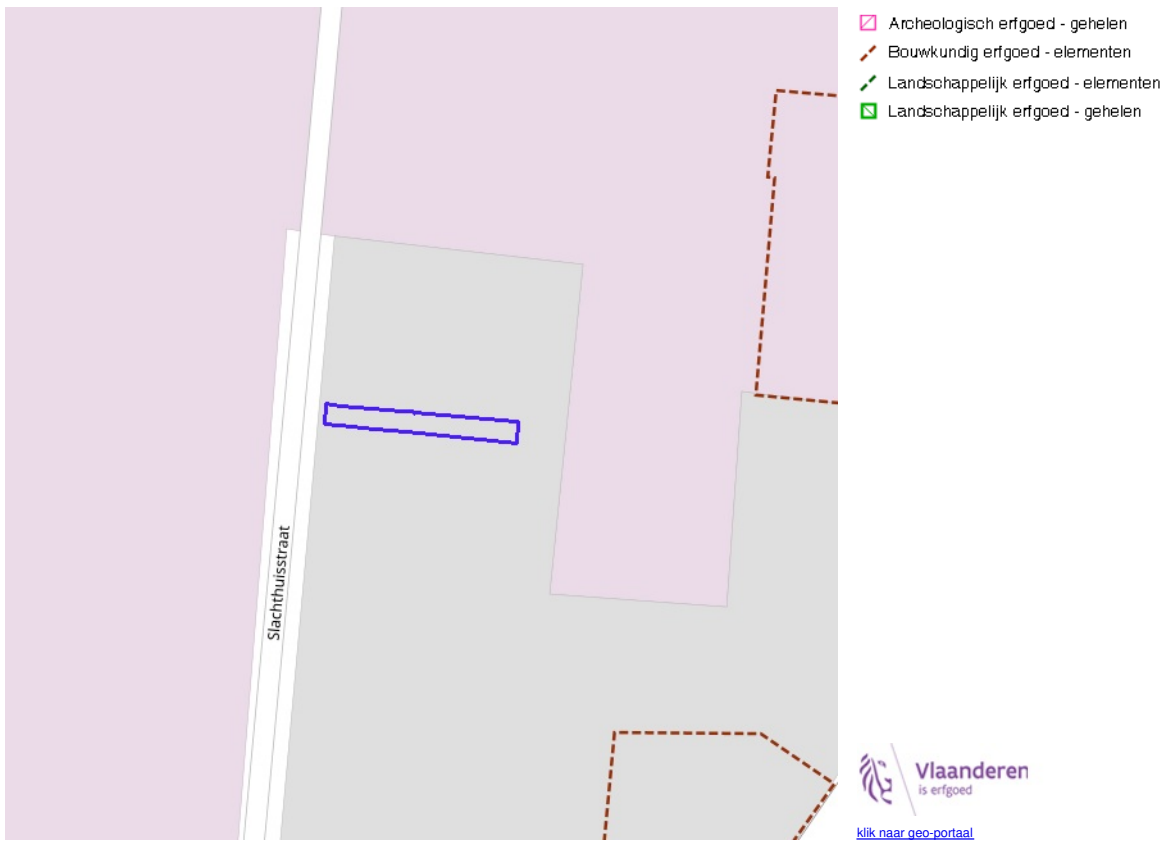 Archeologisch erfgoed - gehelen
Bouwkundig erfgoed - elementen
Landschappelijk erfgoed - elementen
Landschappelijk erfgoed - gehelen
Slachthuisstraat
Vlaanderen
is erfgoed
klik naar geo-portaal